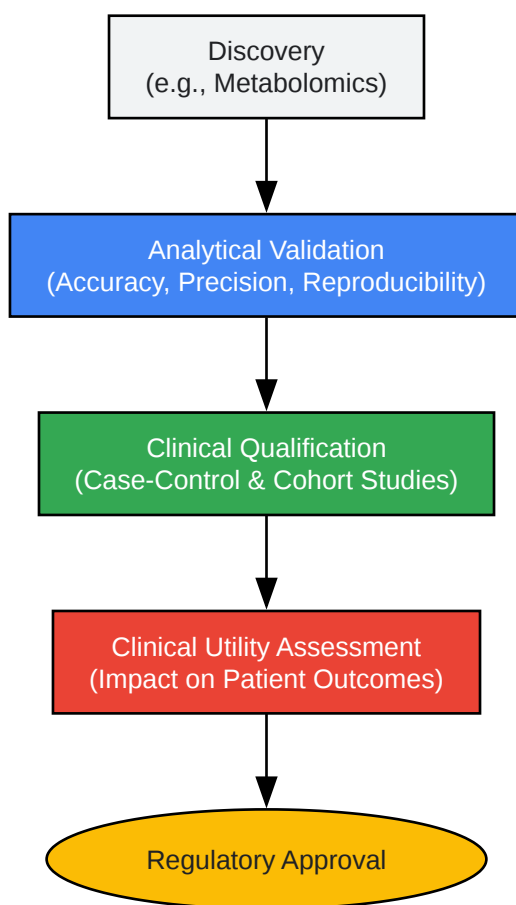 Discovery
(e.g., Metabolomics)
Analytical Validation
(Accuracy, Precision, Reproducibility)
Clinical Qualification
(Case-Control & Cohort Studies)
Clinical Utility Assessment
(Impact on Patient Outcomes)
Regulatory Approval